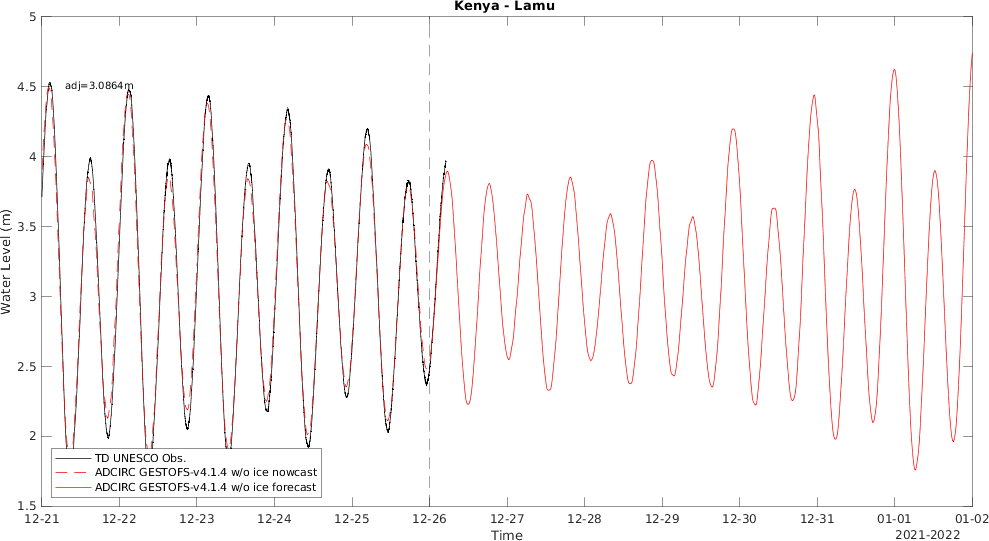 Kenya - Lamu
5
4.5
4
3.5
3
2.5
2
1.5
Water Level (m)
adj=3.0864m
TD UNESCO Obs.
ADCIRC GESTOFS-v4.1.4 w/o ice nowcast
ADCIRC GESTOFS-v4.1.4 w/o ice forecast
12-21 12-22 12-23 12-24 12-25 12-26 12-27 12-28 12-29 12-30 12-31 01-01 01-02
Time
2021-2022